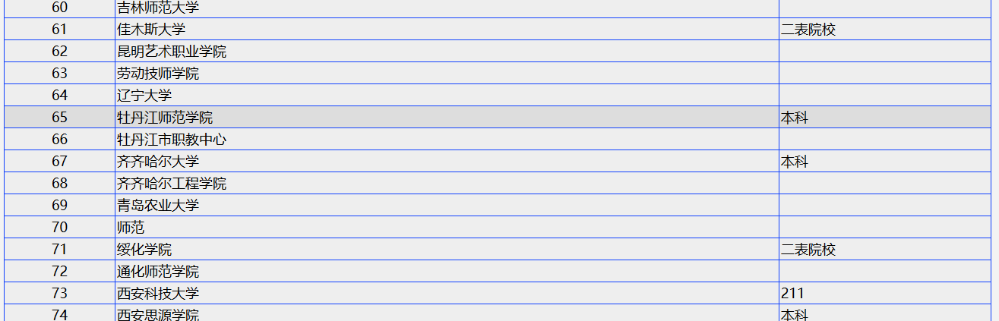 60 吉林师范大学
61 佳木斯大学 二表院校
62 昆明艺术职业学院
63 劳动技师学院
64 辽宁大学
65 牡丹江师范学院 本科
66 牡丹江市职教中心
67 齐齐哈尔大学 本科
68 齐齐哈尔工程学院
69 青岛农业大学
70 师范
71 绥化学院 二表院校
72 通化师范学院
73 西安科技大学 211
74 西安思源学院 本科